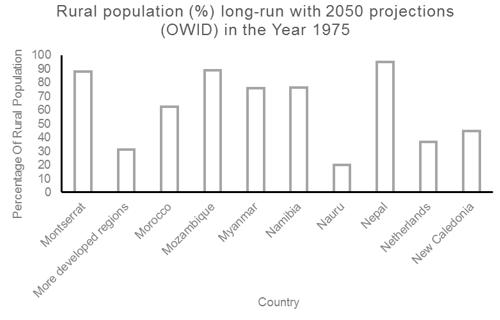 Rural population (%) long-run with 2050 projections
(OWID) in the Year 1975
Percentage Of Rural Population
100
90
80
70
60
50
40
30
20
10
0
Montserrat
More developed regions
Morocco
Mozambique
Myanmar
Namibia
Nauru
Nepal
Netherlands
New Caledonia
Country